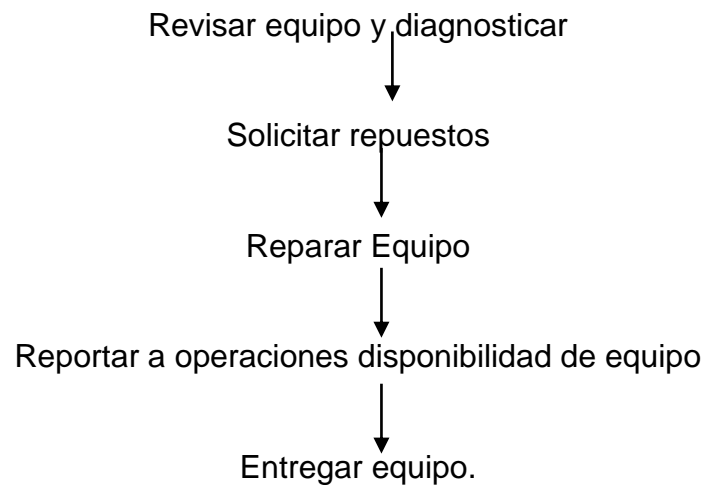 Revisar equipo y diagnosticar
Solicitar repuestos
Reparar Equipo
Reportar a operaciones disponibilidad de equipo
Entregar equipo.